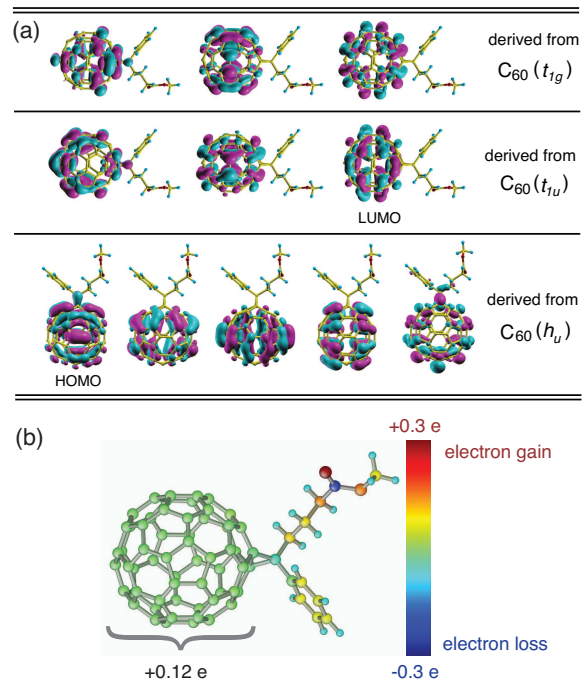 (a)
derived from
C60 (t1g)
derived from
C60 (t1u)
LUMO
derived from
C60 (hu)
HOMO
(b)
+0.3 e
electron gain
electron loss
-0.3 e
+0.12 e